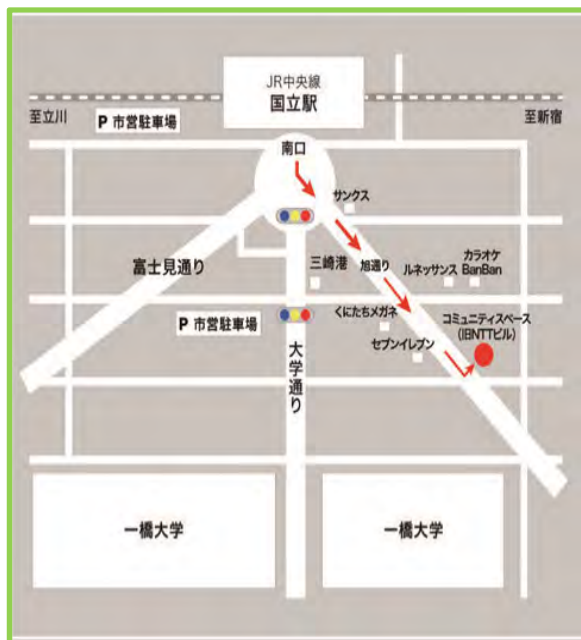 JR中央線
国立駅
至立川
P 市営駐車場
至新宿
南口
サンクス
富士見通り
三崎港
旭通り
ルネッサンス
カラオケ
BanBan
P 市営駐車場
くにたちメガネ
コミュニティスペース
(旧NTTビル)
セブンイレブン
大学通り
一橋大学
一橋大学